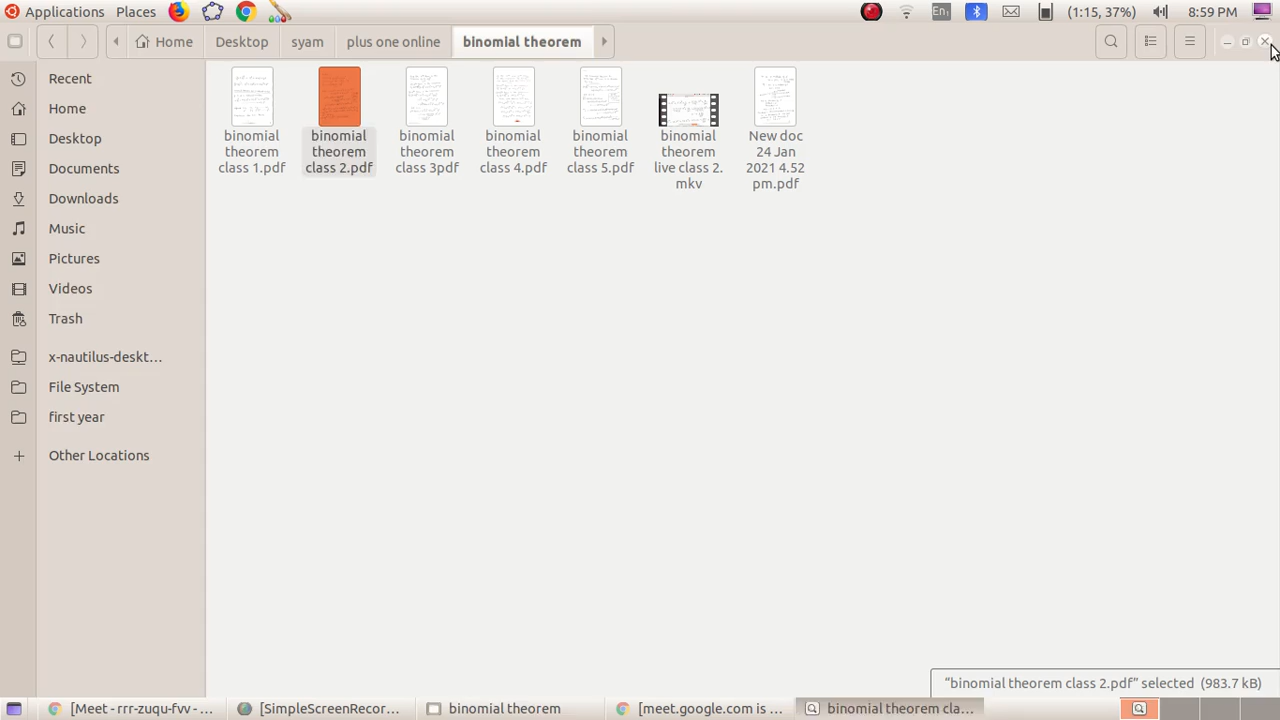 Applications Places En₁ (1:15, 37%) 8:59 PM
Home Desktop syam plus one online binomial theorem
Recent
Home
Desktop
Documents
Downloads
Music
Pictures
Videos
Trash
x-nautilus-deskt...
File System
first year
Other Locations
binomial
theorem
class 1.pdf
binomial
theorem
class 2.pdf
binomial
theorem
class 3pdf
binomial
theorem
class 4.pdf
binomial
theorem
class 5.pdf
binomial
theorem
live class 2.
mkv
New doc
24 Jan
2021 4.52
pm.pdf
“binomial theorem class 2.pdf” selected (983.7 kB)
[Meet - rrr-zuqu-fvv - ... [SimpleScreenRecor... binomial theorem [meet.google.com is ... binomial theorem cla...